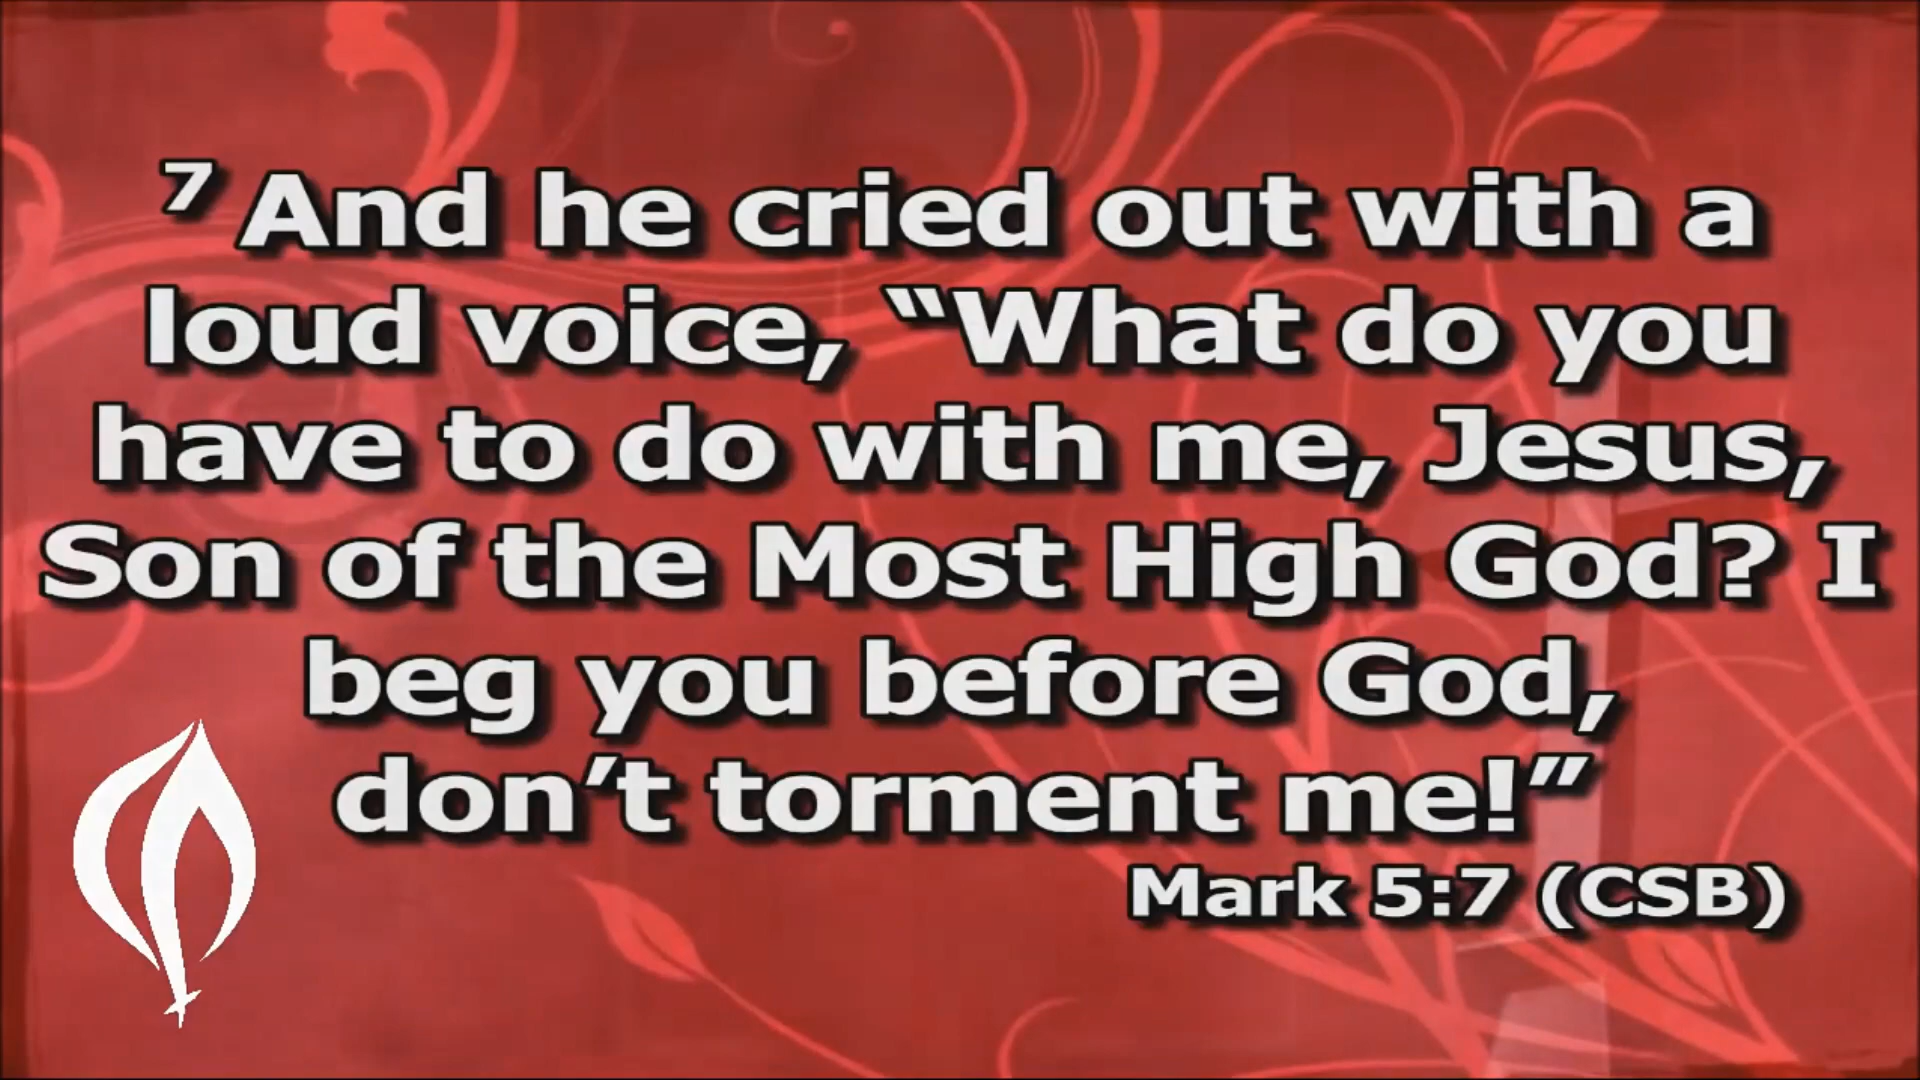 ⁷ And he cried out with a
loud voice, “What do you
have to do with me, Jesus,
Son of the Most High God? I
beg you before God,
don’t torment me!”
Mark 5:7 (CSB)